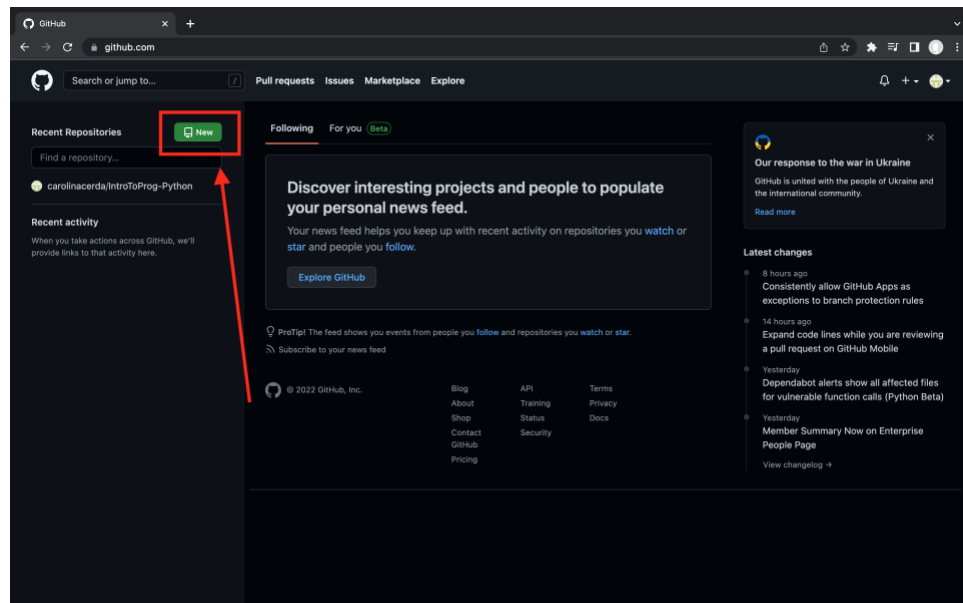 GitHub
github.com
Search or jump to...
/
Pull requests Issues Marketplace Explore
Recent Repositories
New
Find a repository...
carolinacerda/IntroToProg-Python
Recent activity
When you take actions across GitHub, we'll
provide links to that activity here.
Following For you Beta
Discover interesting projects and people to populate
your personal news feed.
Your news feed helps you keep up with recent activity on repositories you watch or
star and people you follow.
Explore GitHub
ProTip! The feed shows you events from people you follow and repositories you watch or star.
Subscribe to your news feed
© 2022 GitHub, Inc.
Blog
About
Shop
Contact
GitHub
Pricing
API
Training
Status
Security
Terms
Privacy
Docs
Our response to the war in Ukraine
GitHub is united with the people of Ukraine and
the international community.
Read more
Latest changes
8 hours ago
Consistently allow GitHub Apps as
exceptions to branch protection rules
14 hours ago
Expand code lines while you are reviewing
a pull request on GitHub Mobile
Yesterday
Dependabot alerts show all affected files
for vulnerable function calls (Python Beta)
Yesterday
Member Summary Now on Enterprise
People Page
View changelog →